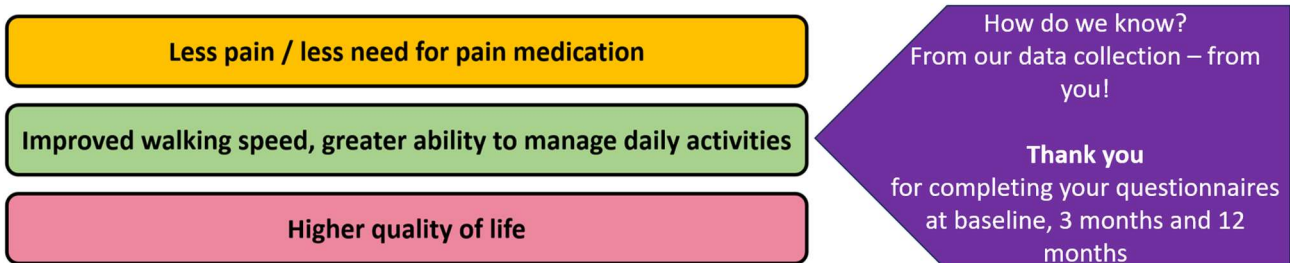 Less pain / less need for pain medication
Improved walking speed, greater ability to manage daily activities
Higher quality of life
How do we know?
From our data collection – from
you!
Thank you
for completing your questionnaires
at baseline, 3 months and 12
months